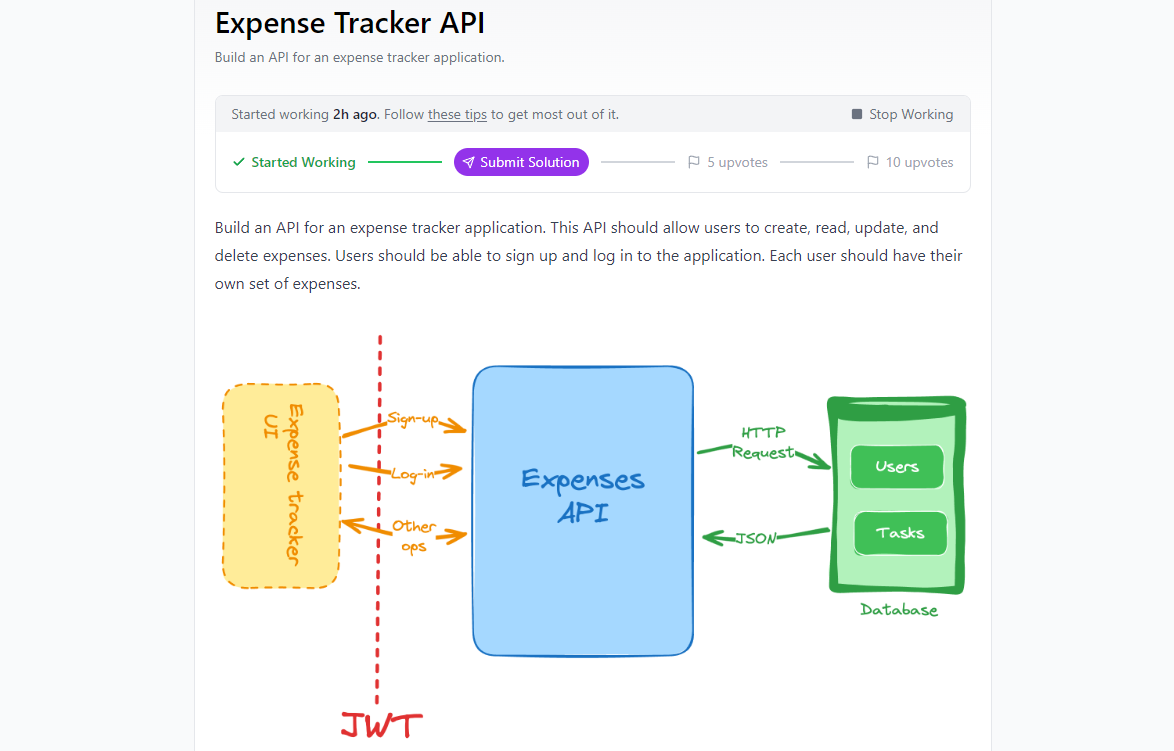 Expense Tracker API
Build an API for an expense tracker application.
Started working 2h ago. Follow these tips to get most out of it.
Stop Working
Started Working
Submit Solution
5 upvotes
10 upvotes
Build an API for an expense tracker application. This API should allow users to create, read, update, and
delete expenses. Users should be able to sign up and log in to the application. Each user should have their
own set of expenses.
Expense tracker
UI
Sign-up
Log-in
Other
ops
JWT
Expenses
API
HTTP
Request
JSON
Users
Tasks
Database